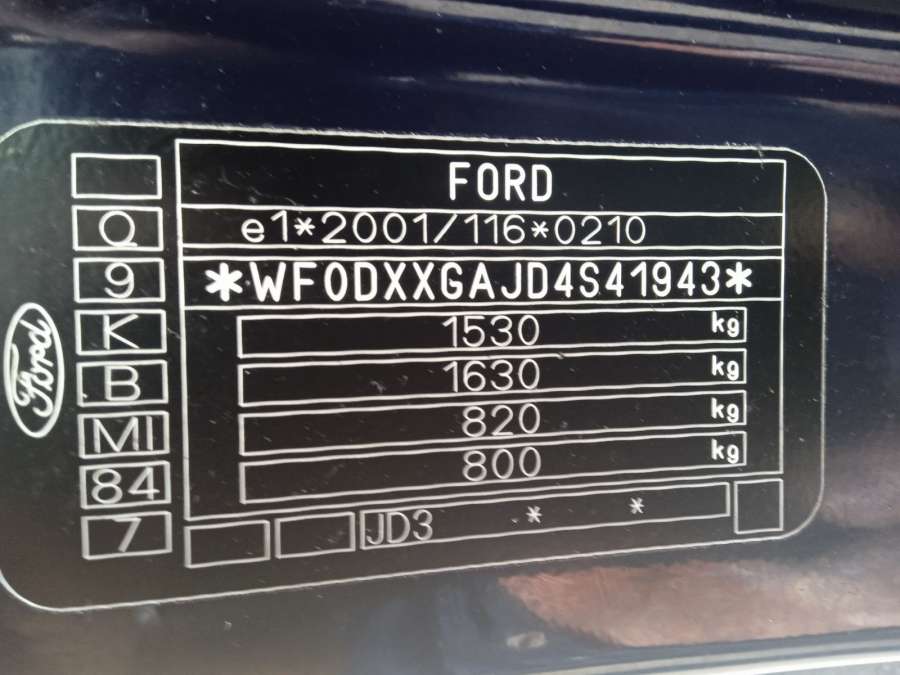 FORD
e1*2001/116*0210
*WF0DXXGAJD4S41943*
1530 kg
1630 kg
820 kg
800 kg
JD3 * *
Q
9
K
B
M1
84
7
Ford